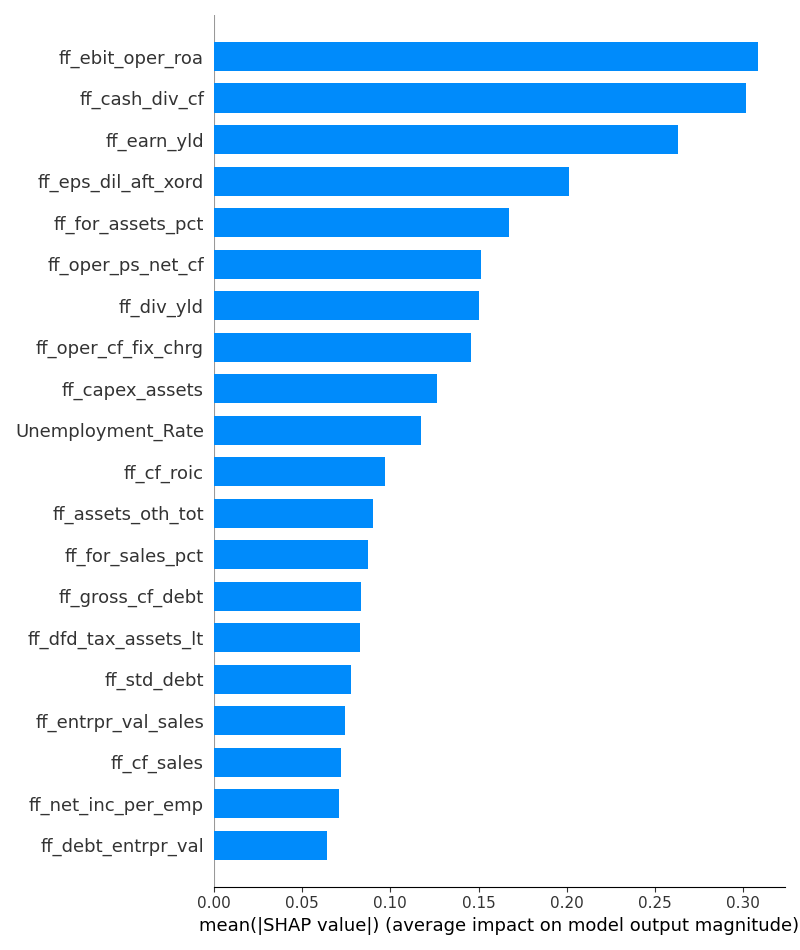 ff_ebit_oper_roa
ff_cash_div_cf
ff_earn_yld
ff_eps_dil_aft_xord
ff_for_assets_pct
ff_oper_ps_net_cf
ff_div_yld
ff_oper_cf_fix_chrg
ff_capex_assets
Unemployment_Rate
ff_cf_roic
ff_assets_oth_tot
ff_for_sales_pct
ff_gross_cf_debt
ff_dfd_tax_assets_lt
ff_std_debt
ff_entrpr_val_sales
ff_cf_sales
ff_net_inc_per_emp
ff_debt_entrpr_val
0.00 0.05 0.10 0.15 0.20 0.25 0.30
mean(|SHAP value|) (average impact on model output magnitude)